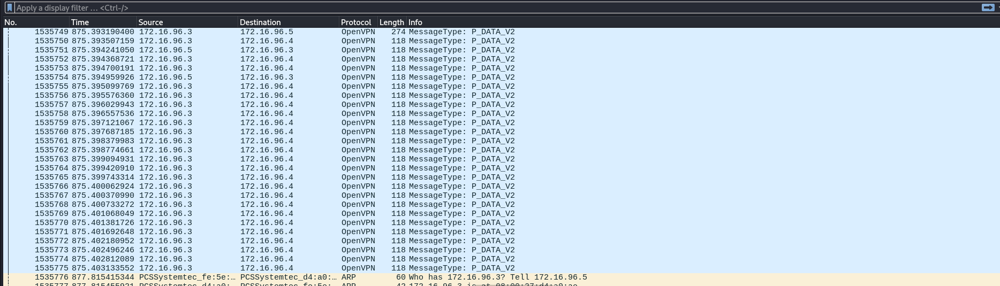 Apply a display filter … <Ctrl-/>
No. Time Source Destination Protocol Length Info
1535749 875.393190400 172.16.96.3 172.16.96.5 OpenVPN 274 MessageType: P_DATA_V2
1535750 875.393507159 172.16.96.3 172.16.96.4 OpenVPN 118 MessageType: P_DATA_V2
1535751 875.394241050 172.16.96.5 172.16.96.3 OpenVPN 118 MessageType: P_DATA_V2
1535752 875.394368721 172.16.96.3 172.16.96.4 OpenVPN 118 MessageType: P_DATA_V2
1535753 875.394700191 172.16.96.3 172.16.96.4 OpenVPN 118 MessageType: P_DATA_V2
1535754 875.394959926 172.16.96.5 172.16.96.3 OpenVPN 118 MessageType: P_DATA_V2
1535755 875.395099769 172.16.96.3 172.16.96.4 OpenVPN 118 MessageType: P_DATA_V2
1535756 875.395576360 172.16.96.3 172.16.96.4 OpenVPN 118 MessageType: P_DATA_V2
1535757 875.396029943 172.16.96.3 172.16.96.4 OpenVPN 118 MessageType: P_DATA_V2
1535758 875.396557536 172.16.96.3 172.16.96.4 OpenVPN 118 MessageType: P_DATA_V2
1535759 875.397121067 172.16.96.3 172.16.96.4 OpenVPN 118 MessageType: P_DATA_V2
1535760 875.397687185 172.16.96.3 172.16.96.4 OpenVPN 118 MessageType: P_DATA_V2
1535761 875.398379983 172.16.96.3 172.16.96.4 OpenVPN 118 MessageType: P_DATA_V2
1535762 875.398774661 172.16.96.3 172.16.96.4 OpenVPN 118 MessageType: P_DATA_V2
1535763 875.399094931 172.16.96.3 172.16.96.4 OpenVPN 118 MessageType: P_DATA_V2
1535764 875.399420910 172.16.96.3 172.16.96.4 OpenVPN 118 MessageType: P_DATA_V2
1535765 875.399743314 172.16.96.3 172.16.96.4 OpenVPN 118 MessageType: P_DATA_V2
1535766 875.400062924 172.16.96.3 172.16.96.4 OpenVPN 118 MessageType: P_DATA_V2
1535767 875.400370990 172.16.96.3 172.16.96.4 OpenVPN 118 MessageType: P_DATA_V2
1535768 875.400733272 172.16.96.3 172.16.96.4 OpenVPN 118 MessageType: P_DATA_V2
1535769 875.401068049 172.16.96.3 172.16.96.4 OpenVPN 118 MessageType: P_DATA_V2
1535770 875.401381726 172.16.96.3 172.16.96.4 OpenVPN 118 MessageType: P_DATA_V2
1535771 875.401692648 172.16.96.3 172.16.96.4 OpenVPN 118 MessageType: P_DATA_V2
1535772 875.402180952 172.16.96.3 172.16.96.4 OpenVPN 118 MessageType: P_DATA_V2
1535773 875.402496246 172.16.96.3 172.16.96.4 OpenVPN 118 MessageType: P_DATA_V2
1535774 875.402812089 172.16.96.3 172.16.96.4 OpenVPN 118 MessageType: P_DATA_V2
1535775 875.403133552 172.16.96.3 172.16.96.4 OpenVPN 118 MessageType: P_DATA_V2
1535776 877.815415344 PCSSystemtec_fe:5e:… PCSSystemtec_d4:a0:… ARP 60 Who has 172.16.96.3? Tell 172.16.96.5
1535777 PCSSystemtec_d4:a0:… PCSSystemtec_fe:5e:… ARP 42 172.16.96.3 is at